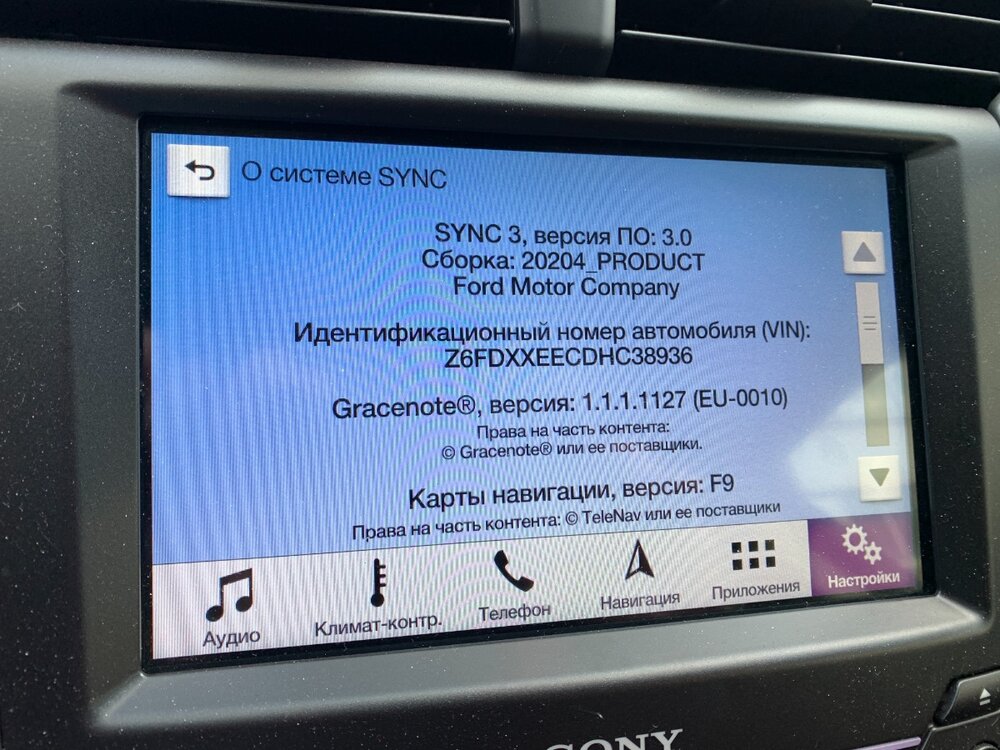 О системе SYNC
SYNC 3, версия ПО: 3.0
Сборка: 20204_PRODUCT
Ford Motor Company
Идентификационный номер автомобиля (VIN):
Z6FDXXEECDHC38936
Gracenote®, версия: 1.1.1.1127 (EU-0010)
Права на часть контента:
© Gracenote® или ее поставщики.
Карты навигации, версия: F9
Права на часть контента: © TeleNav или ее поставщики
Аудио
Климат-контр.
Телефон
Навигация
Приложения
Настройки
SONY